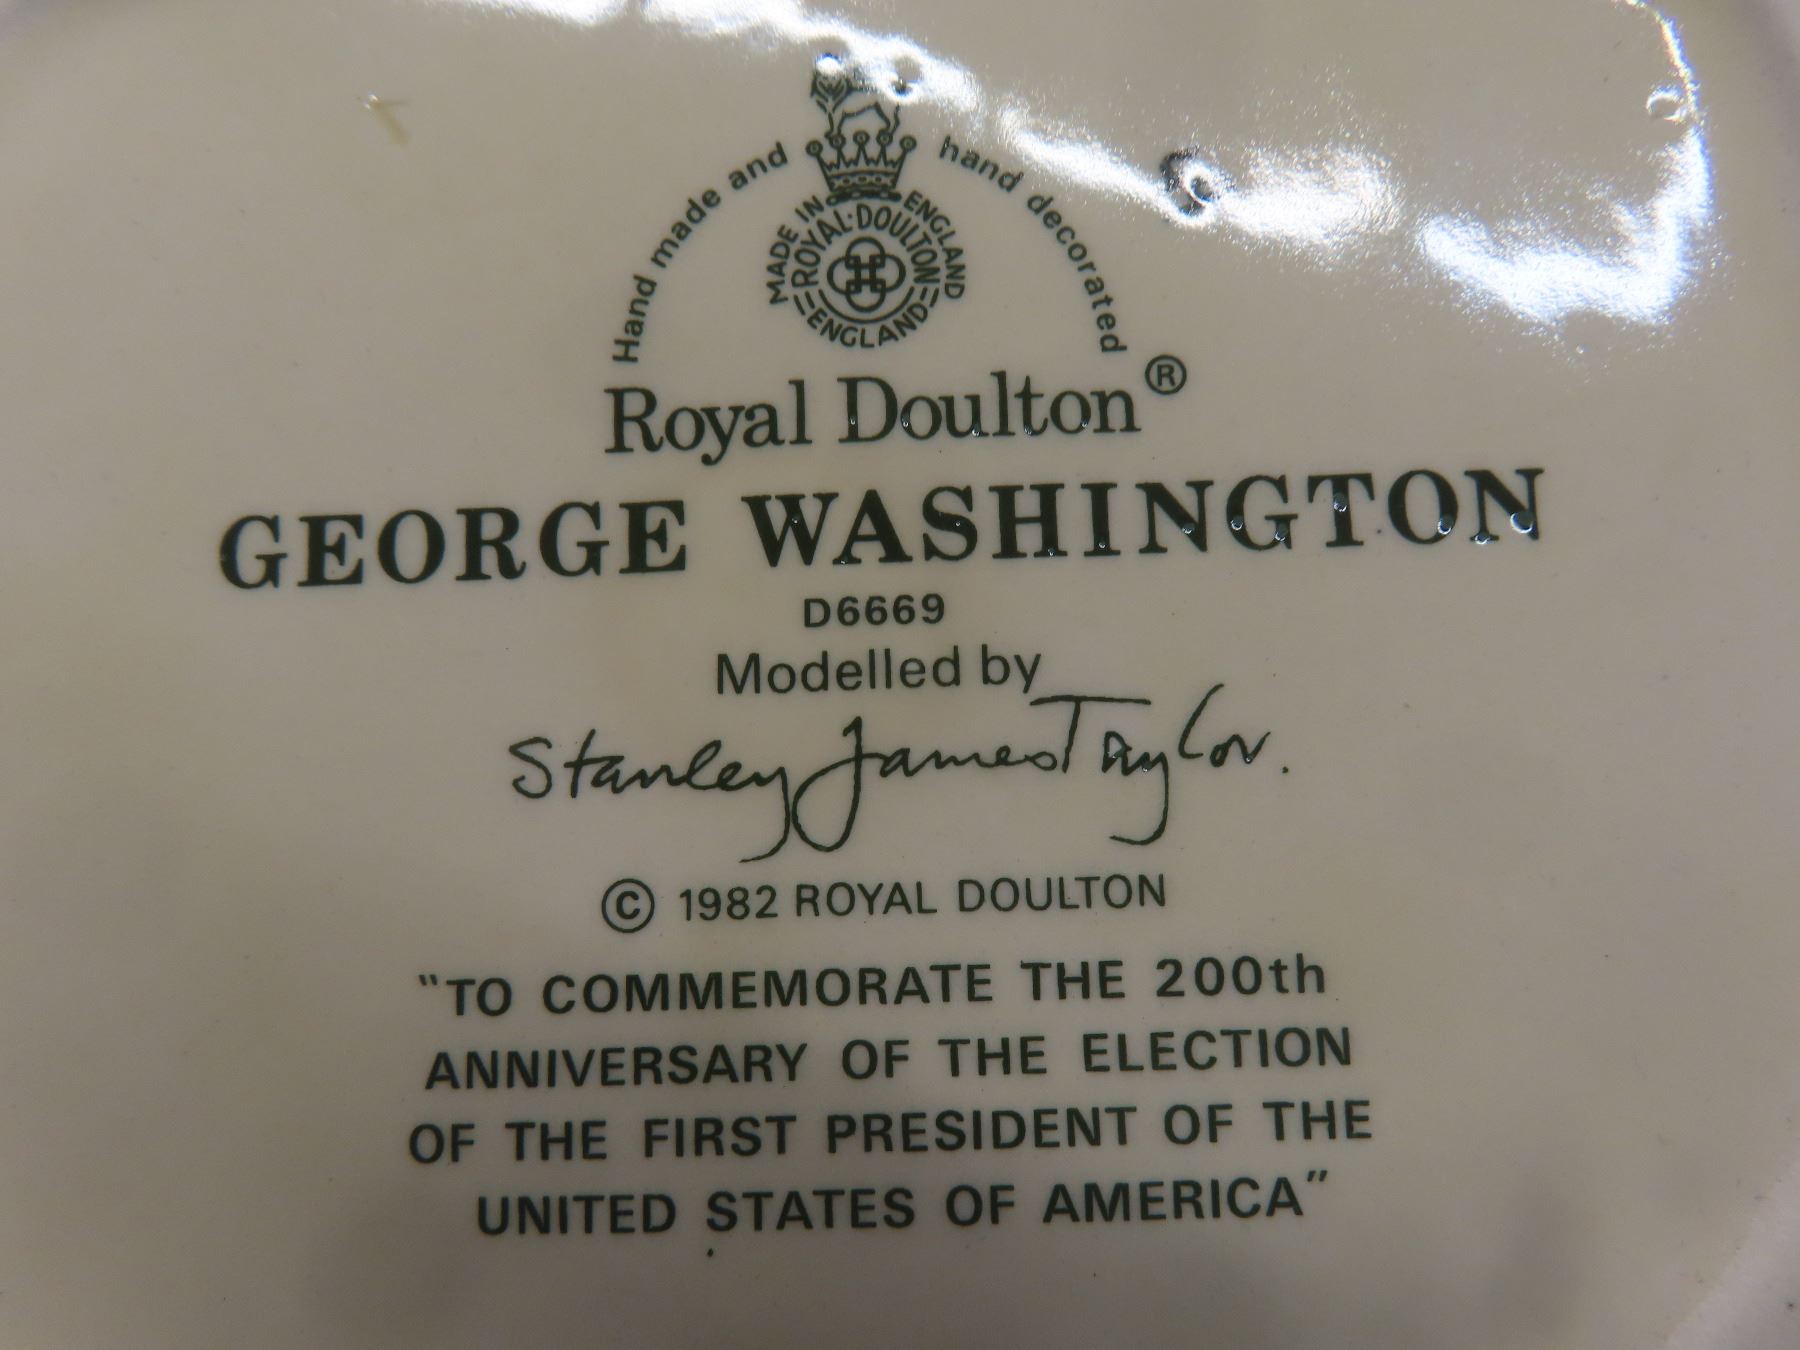 Hand made and hand decorated
MADE IN ENGLAND
ROYAL·DOULTON
ENGLAND
Royal Doulton®
GEORGE WASHINGTON
D6669
Modelled by
Stanley James Taylor.
© 1982 ROYAL DOULTON
"TO COMMEMORATE THE 200th
ANNIVERSARY OF THE ELECTION
OF THE FIRST PRESIDENT OF THE
UNITED STATES OF AMERICA"